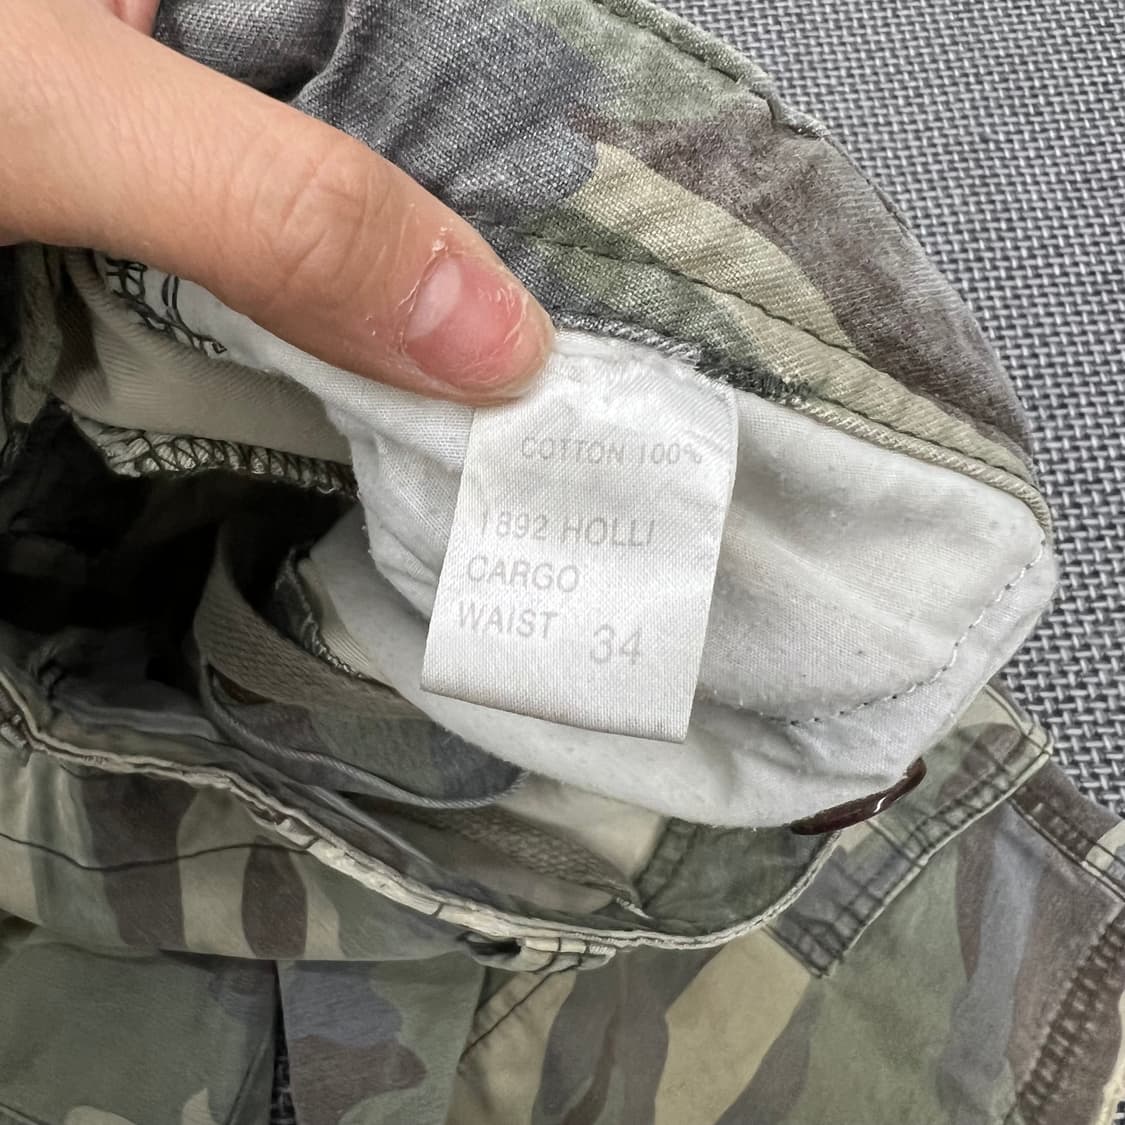 COTTON 100%
1892 HOLLI
CARGO
WAIST 34